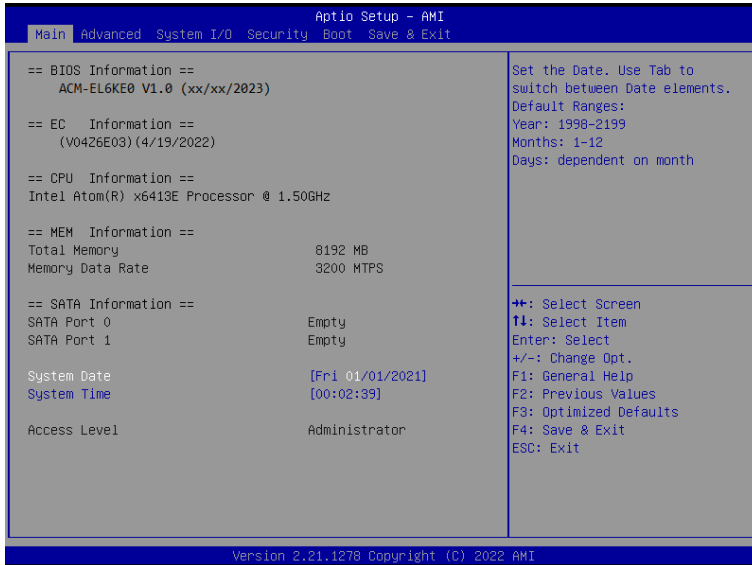 Aptio Setup – AMI
Main Advanced System I/O Security Boot Save & Exit
== BIOS Information ==
ACM-EL6KE0 V1.0 (xx/xx/2023)
== EC Information ==
(V04Z6E03)(4/19/2022)
== CPU Information ==
Intel Atom(R) x6413E Processor @ 1.50GHz
== MEM Information ==
Total Memory 8192 MB
Memory Data Rate 3200 MTPS
== SATA Information ==
SATA Port 0 Empty
SATA Port 1 Empty
System Date [Fri 01/01/2021]
System Time [00:02:39]
Access Level Administrator
Set the Date. Use Tab to
switch between Date elements.
Default Ranges:
Year: 1998-2199
Months: 1-12
Days: dependent on month
→←: Select Screen
↑↓: Select Item
Enter: Select
+/-: Change Opt.
F1: General Help
F2: Previous Values
F3: Optimized Defaults
F4: Save & Exit
ESC: Exit
Version 2.21.1278 Copyright (C) 2022 AMI